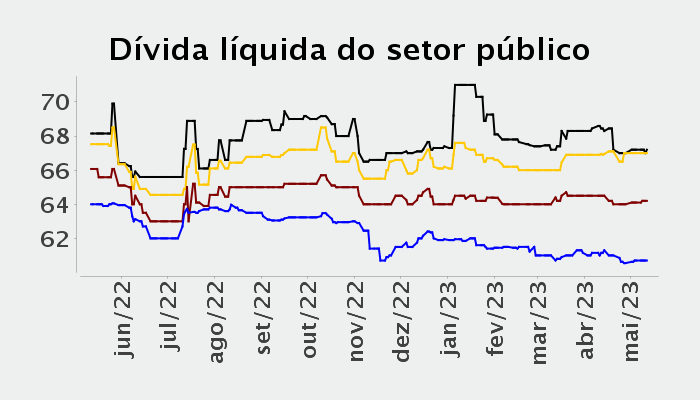 Dívida líquida do setor público
70
68
66
64
62
jun/22
jul/22
ago/22
set/22
out/22
nov/22
dez/22
jan/23
fev/23
mar/23
abr/23
mai/23